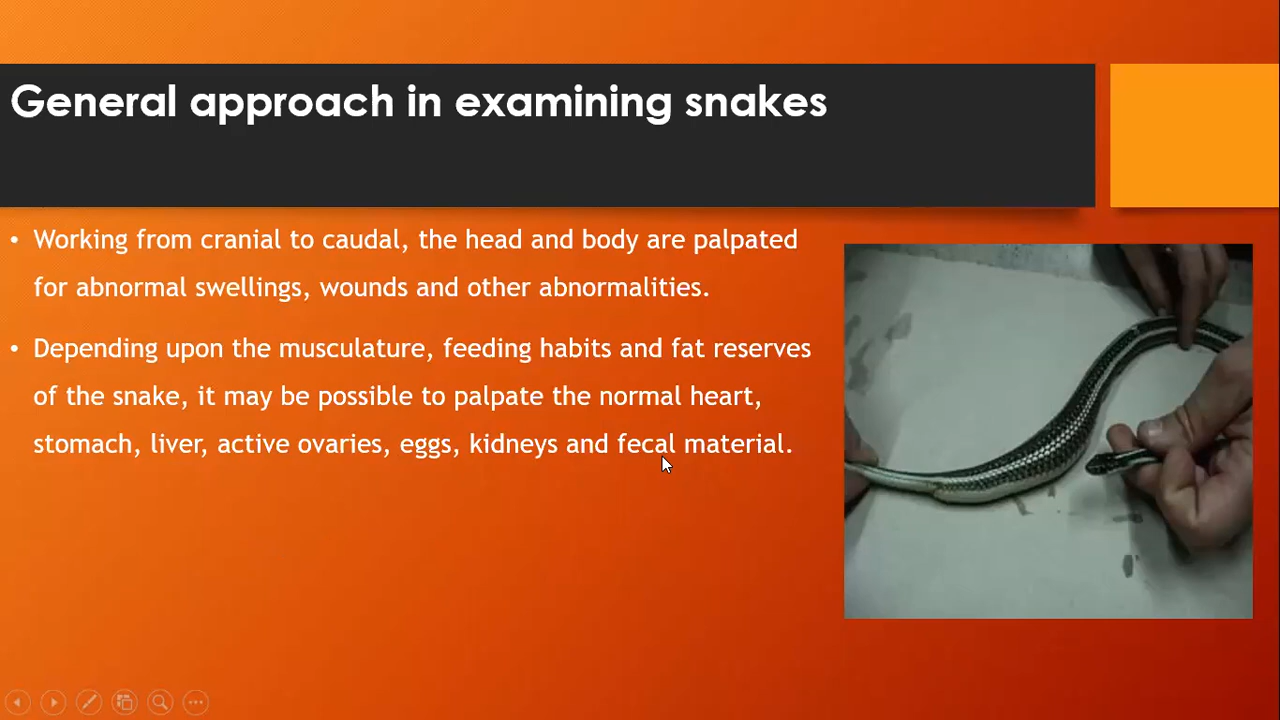 General approach in examining snakes
• Working from cranial to caudal, the head and body are palpated
for abnormal swellings, wounds and other abnormalities.
• Depending upon the musculature, feeding habits and fat reserves
of the snake, it may be possible to palpate the normal heart,
stomach, liver, active ovaries, eggs, kidneys and fecal material.